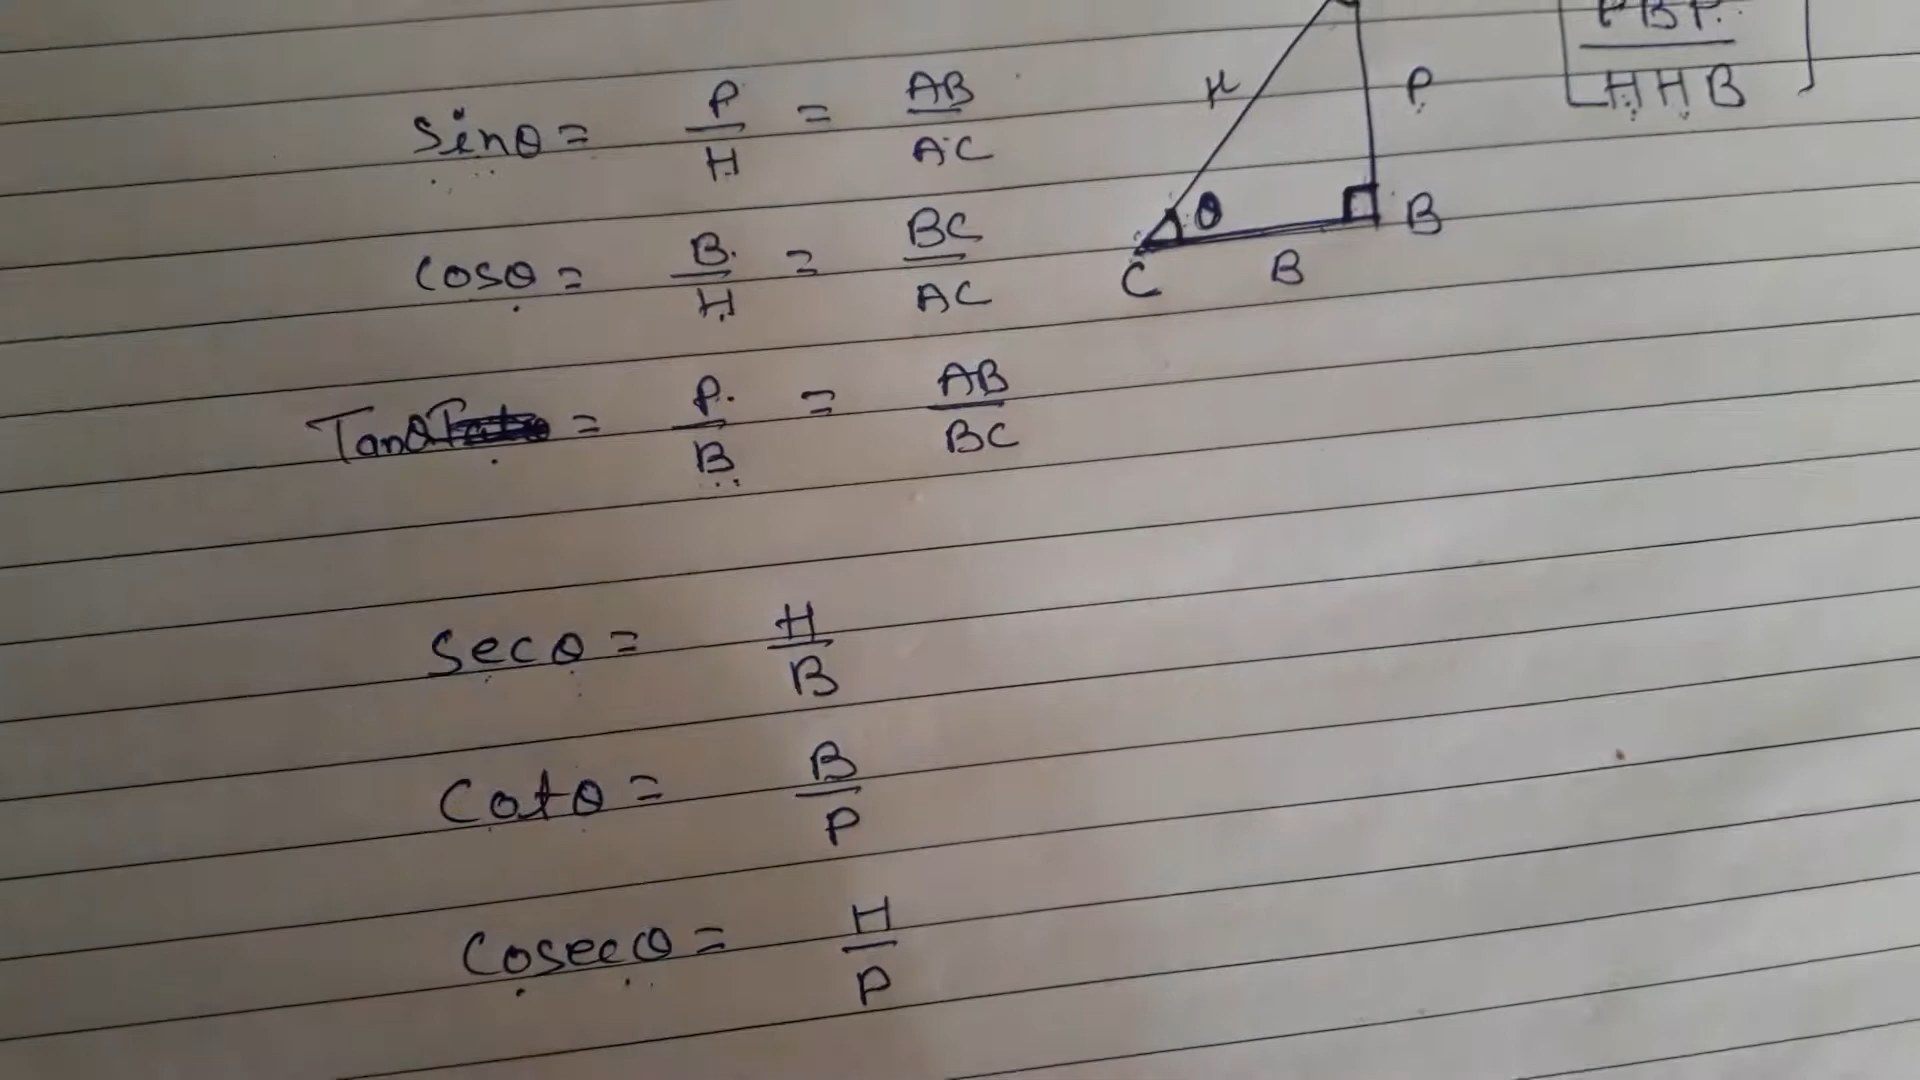 PBP
HHB
Sinθ = P/H = AB/AC
H
P
θ
B
C
B
Cosθ = B/H = BC/AC
Tanθ = P/B = AB/BC
Secθ = H/B
Cotθ = B/P
Cosecθ = H/P